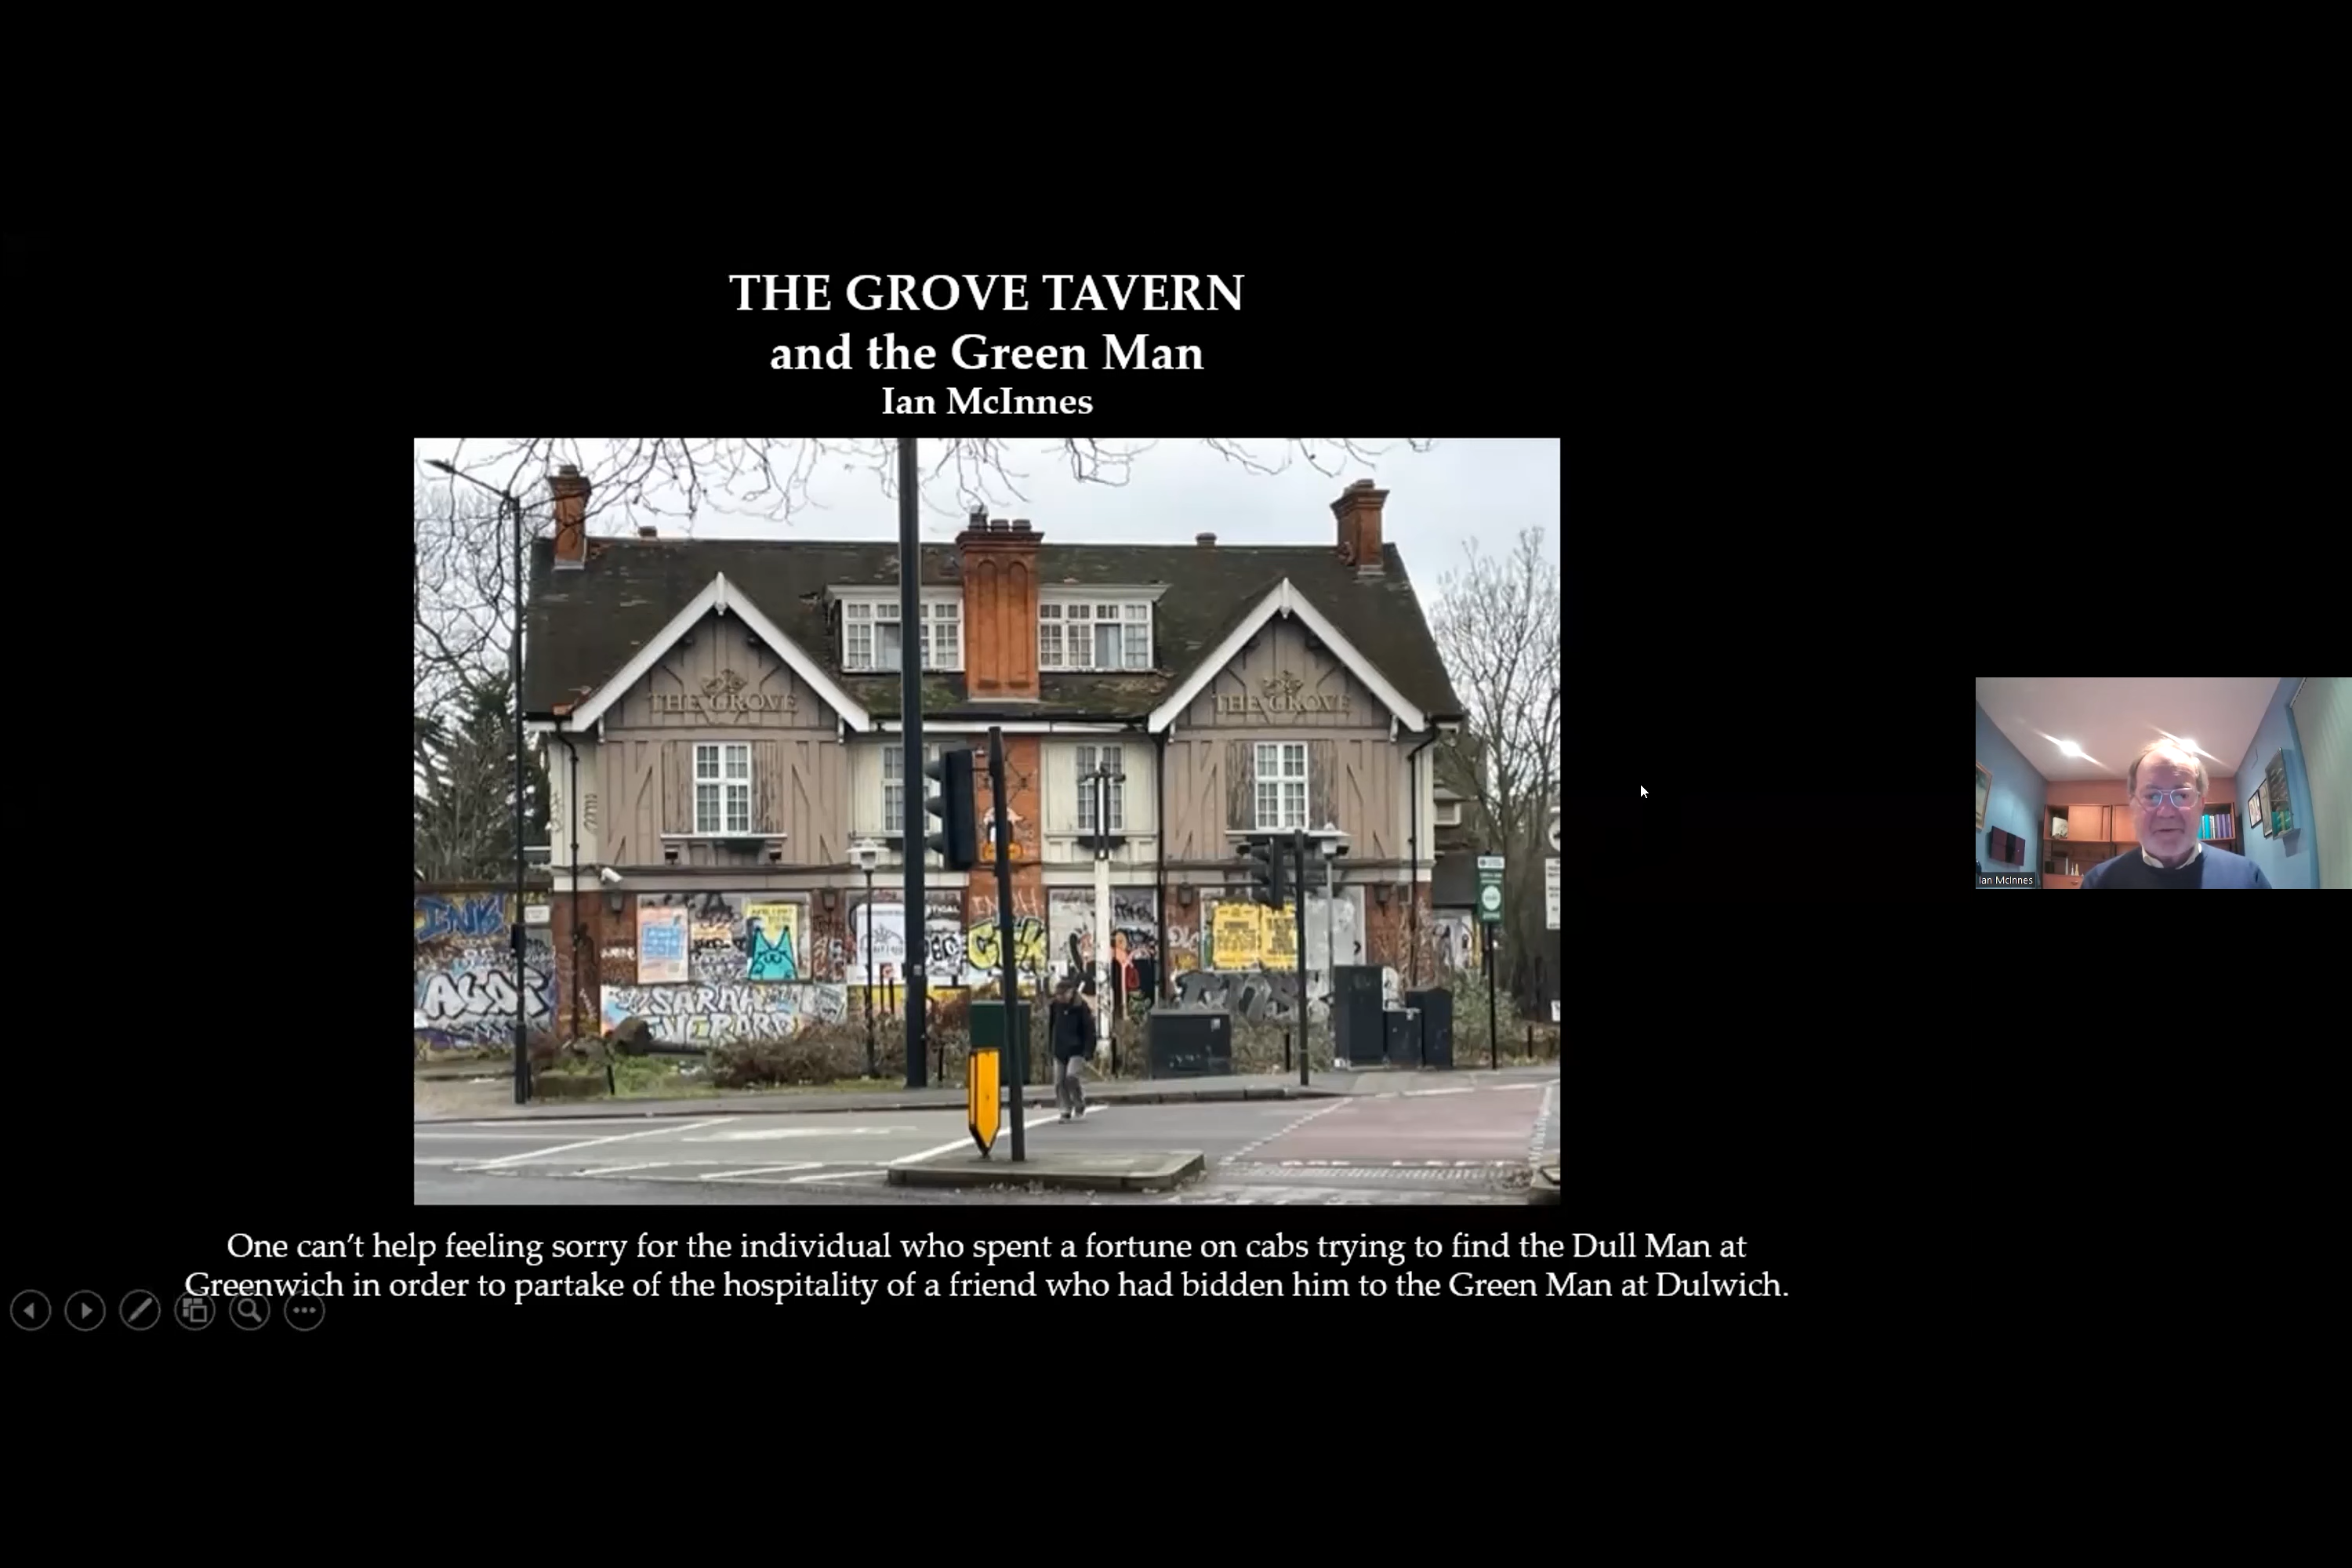 THE GROVE TAVERN
and the Green Man
Ian McInnes
THE GROVE
THE GROVE
INK
SARAH
One can't help feeling sorry for the individual who spent a fortune on cabs trying to find the Dull Man at
Greenwich in order to partake of the hospitality of a friend who had bidden him to the Green Man at Dulwich.
Ian McInnes